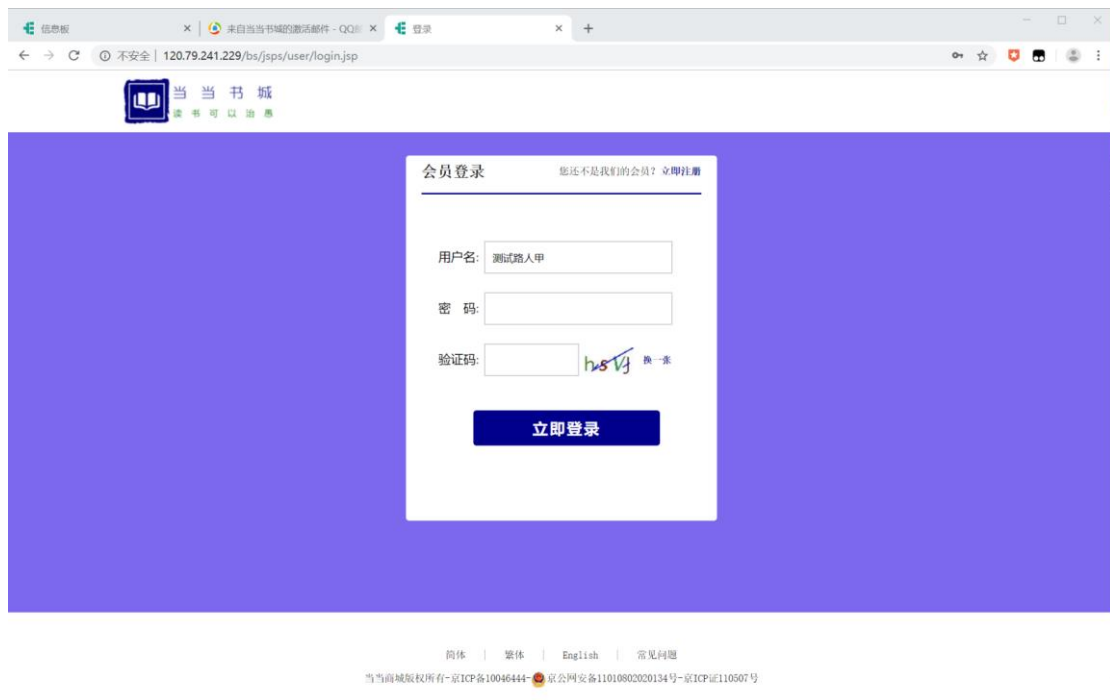 信息板
来自当当书城的激活邮件 - QQ
登录
不安全 | 120.79.241.229/bs/jsps/user/login.jsp
当当书城
读书可以治愚
会员登录
您还不是我们的会员？立即注册
用户名: 测试路人甲
密 码:
验证码: hsVj 换一张
立即登录
简体 | 繁体 | English | 常见问题
当当商城版权所有-京ICP备10046444-京公网安备11010802020134号-京ICP证110507号